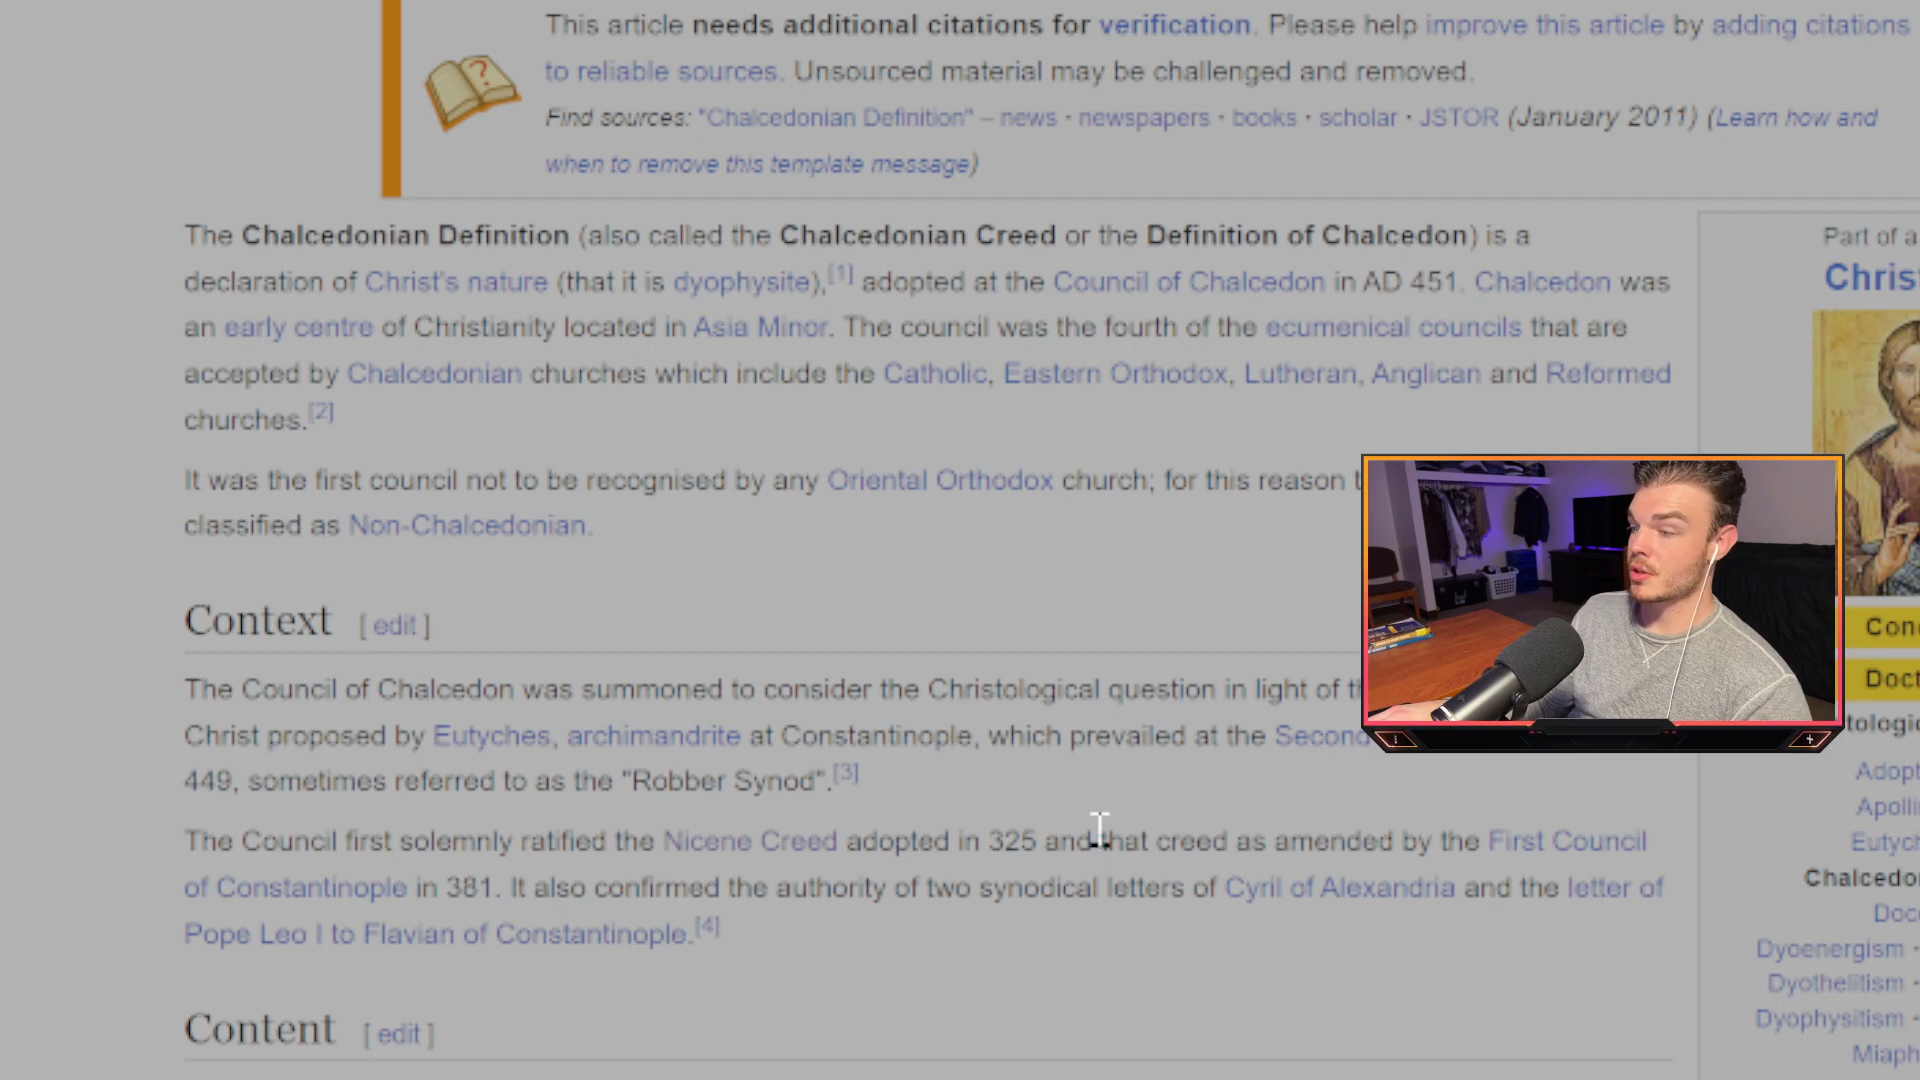 This article needs additional citations for verification. Please help improve this article by adding citations
to reliable sources. Unsourced material may be challenged and removed.
Find sources: "Chalcedonian Definition" – news · newspapers · books · scholar · JSTOR (January 2011) (Learn how and
when to remove this template message)
The Chalcedonian Definition (also called the Chalcedonian Creed or the Definition of Chalcedon) is a
declaration of Christ's nature (that it is dyophysite),[1] adopted at the Council of Chalcedon in AD 451. Chalcedon was
an early centre of Christianity located in Asia Minor. The council was the fourth of the ecumenical councils that are
accepted by Chalcedonian churches which include the Catholic, Eastern Orthodox, Lutheran, Anglican and Reformed
churches.[2]
It was the first council not to be recognised by any Oriental Orthodox church; for this reason
classified as Non-Chalcedonian.
Context [ edit ]
The Council of Chalcedon was summoned to consider the Christological question in light of
Christ proposed by Eutyches, archimandrite at Constantinople, which prevailed at the Second
449, sometimes referred to as the "Robber Synod".[3]
The Council first solemnly ratified the Nicene Creed adopted in 325 and that creed as amended by the First Council
of Constantinople in 381. It also confirmed the authority of two synodical letters of Cyril of Alexandria and the letter of
Pope Leo I to Flavian of Constantinople.[4]
Content [ edit ]
Part of a
Chris
Con
Doct
Adopt
Apolli
Eutych
Chalcedo
Doc
Dyoenergism ·
Dyothelitism ·
Dyophysitism ·
Miaph